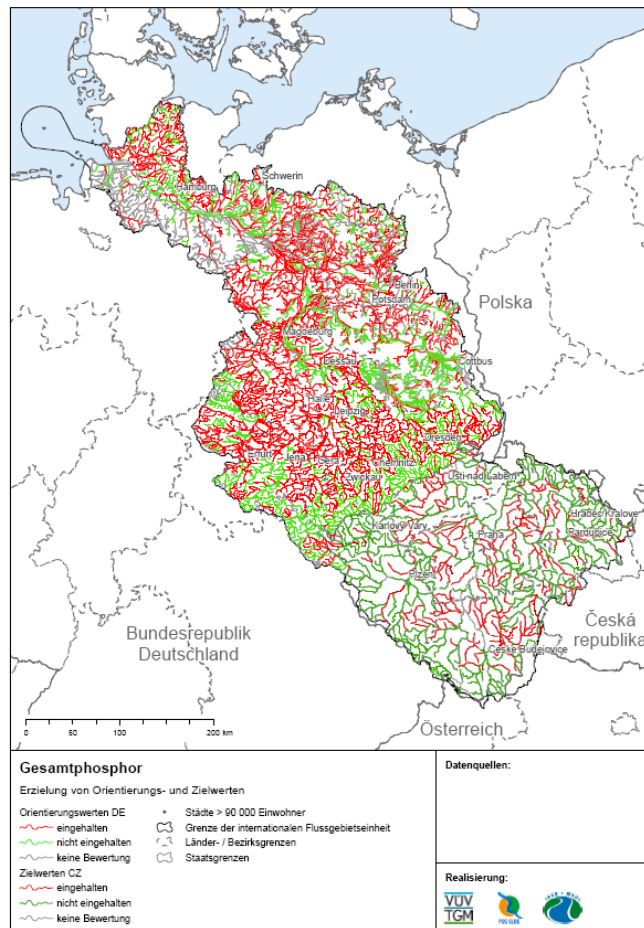 Schwerin
Hamburg
Berlin
Potsdam
Polska
Magdeburg
Dessau
Cottbus
Halle
Leipzig
Dresden
Erfurt
Jena
Gera
Chemnitz
Zwickau
Ústí nad Labem
Hradec Králové
Karlovy Vary
Praha
Pardubice
Plzeň
Česká
republika
Bundesrepublik
Deutschland
České Budějovice
Österreich
0 50 100 200 km
Gesamtphosphor
Erzielung von Orientierungs- und Zielwerten
Orientierungswerten DE
eingehalten
nicht eingehalten
keine Bewertung
Zielwerten CZ
eingehalten
nicht eingehalten
keine Bewertung
Städte > 90 000 Einwohner
Grenze der internationalen Flussgebietseinheit
Länder- / Bezirksgrenzen
Staatsgrenzen
Datenquellen:
Realisierung:
VÚV
TGM
FGG ELBE